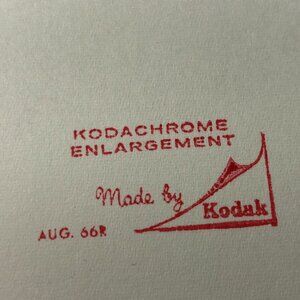 KODACHROME
ENLARGEMENT
Made by
Kodak
AUG. 66R